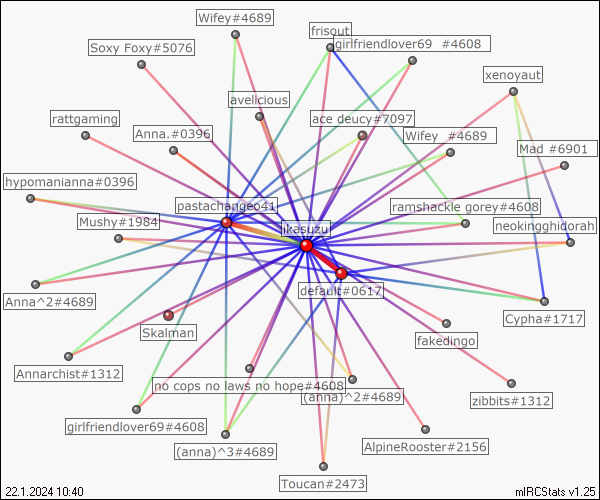 Wifey#4689
frisout
girlfriendlover69 #4608
Soxy Foxy#5076
xenoyaut
avelicious
rattgaming
ace deucy#7097
Anna.#0396
Wifey #4689
Mad #6901
hypomanianna#0396
pastachangeo41
ramshackle gorey#4608
Mushy#1984
jkasuzu
neokingghidorah
default#0617
Anna^2#4689
Cypha#1717
Skalman
fakedingo
Annarchist#1312
no cops no laws no hope#4608
(anna)^2#4689
zibbits#1312
girlfriendlover69#4608
(anna)^3#4689
AlpineRooster#2156
Toucan#2473
22.1.2024 10:40
mIRCStats v1.25